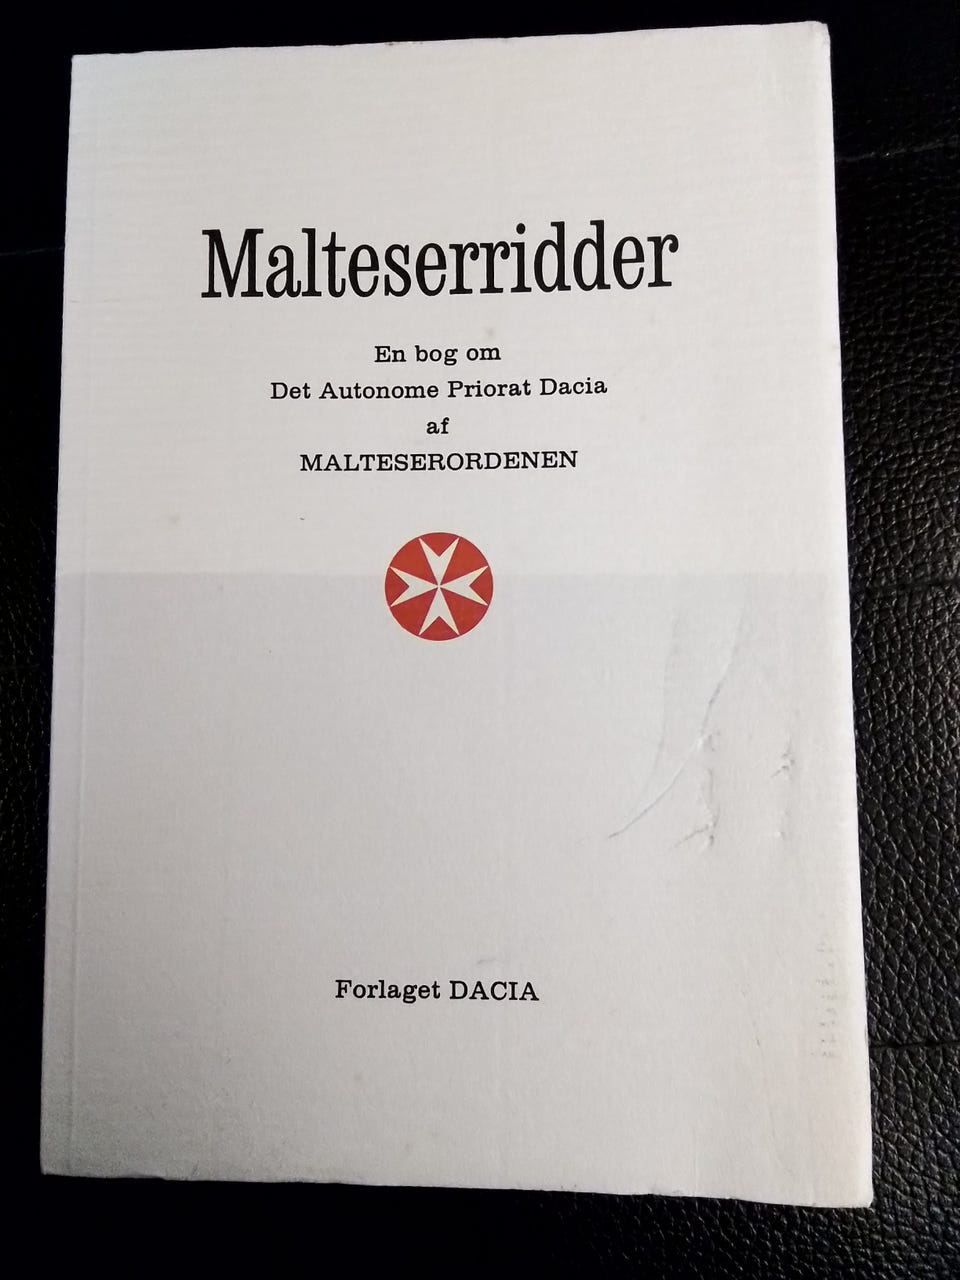 Malteserridder
En bog om
Det Autonome Priorat Dacia
af
MALTESERORDENEN
Forlaget DACIA